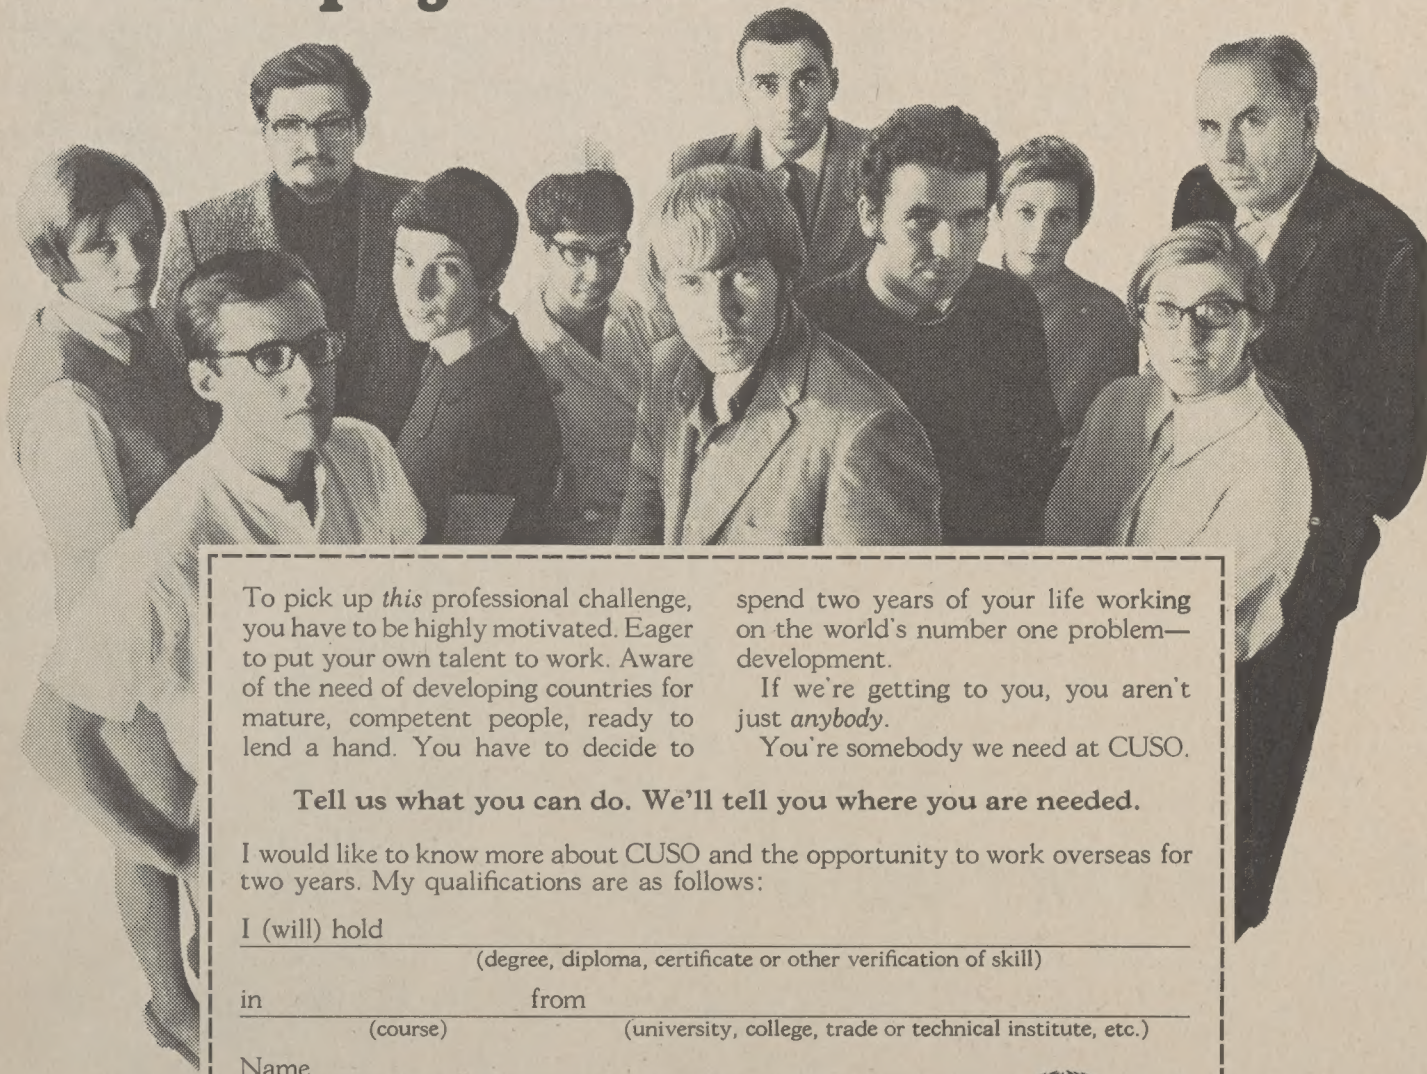 To pick up this professional challenge,
you have to be highly motivated. Eager
to put your own talent to work. Aware
of the need of developing countries for
mature, competent people, ready to
lend a hand. You have to decide to
spend two years of your life working
on the world's number one problem—
development.
If we're getting to you, you aren't
just anybody.
You're somebody we need at CUSO.
Tell us what you can do. We'll tell you where you are needed.
I would like to know more about CUSO and the opportunity to work overseas for
two years. My qualifications are as follows:
I (will) hold
(degree, diploma, certificate or other verification of skill)
in from
(course) (university, college, trade or technical institute, etc.)
Name